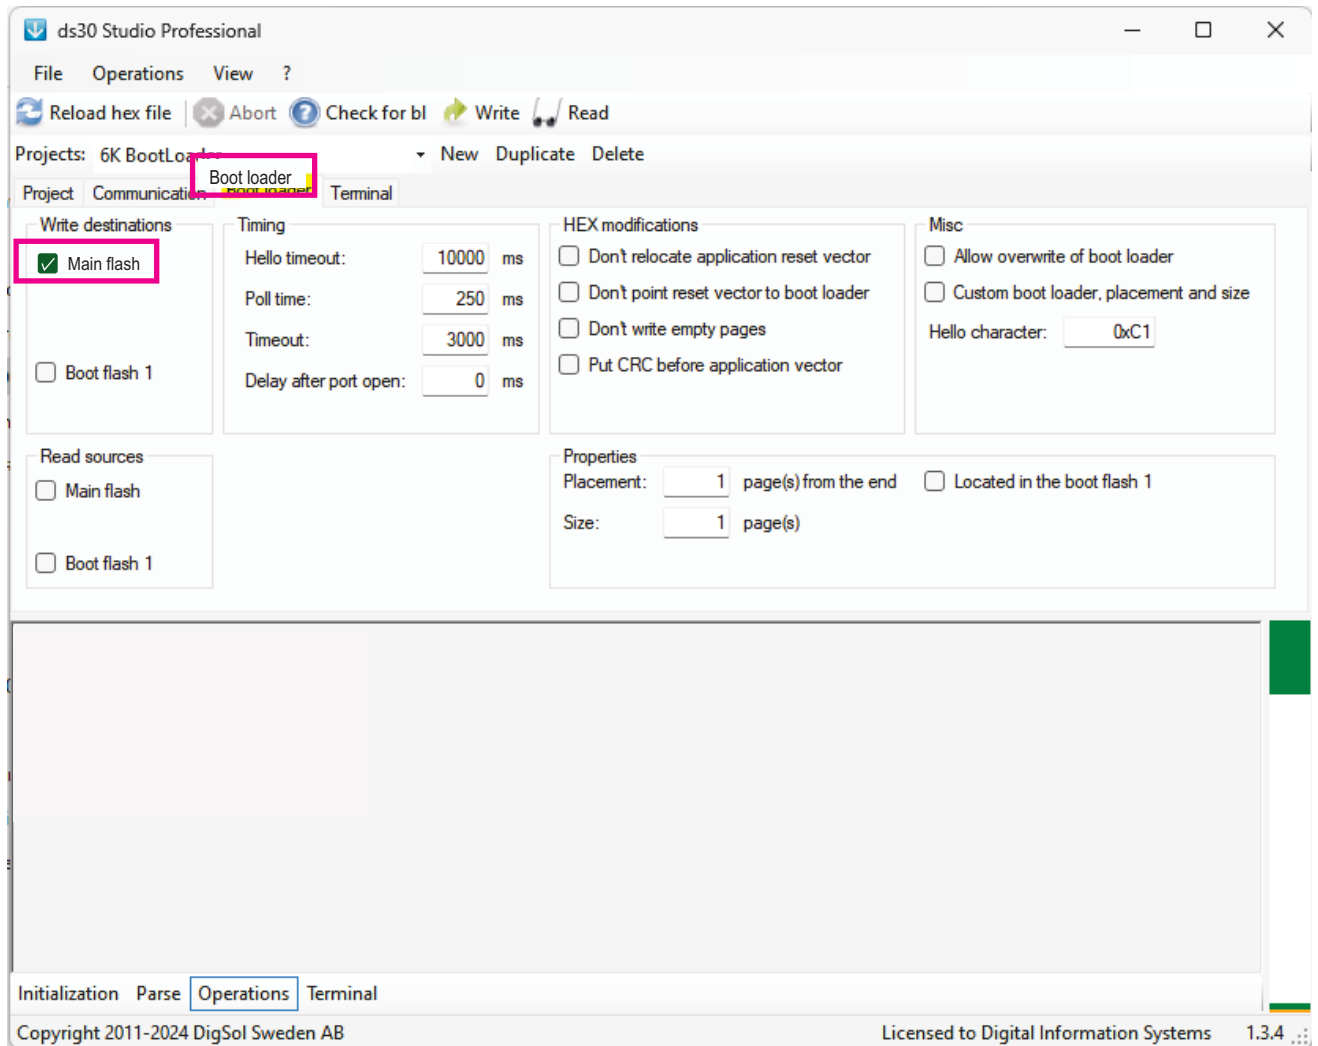 ds30 Studio Professional
File Operations View ?
Reload hex file Abort Check for bl Write Read
Projects: 6K BootLoader New Duplicate Delete
Project Communication Boot loader Terminal
Write destinations
Main flash
Boot flash 1
Timing
Hello timeout: 10000 ms
Poll time: 250 ms
Timeout: 3000 ms
Delay after port open: 0 ms
HEX modifications
Don't relocate application reset vector
Don't point reset vector to boot loader
Don't write empty pages
Put CRC before application vector
Misc
Allow overwrite of boot loader
Custom boot loader, placement and size
Hello character: 0xC1
Read sources
Main flash
Boot flash 1
Properties
Placement: 1 page(s) from the end Located in the boot flash 1
Size: 1 page(s)
Initialization Parse Operations Terminal
Copyright 2011-2024 DigSol Sweden AB Licensed to Digital Information Systems 1.3.4